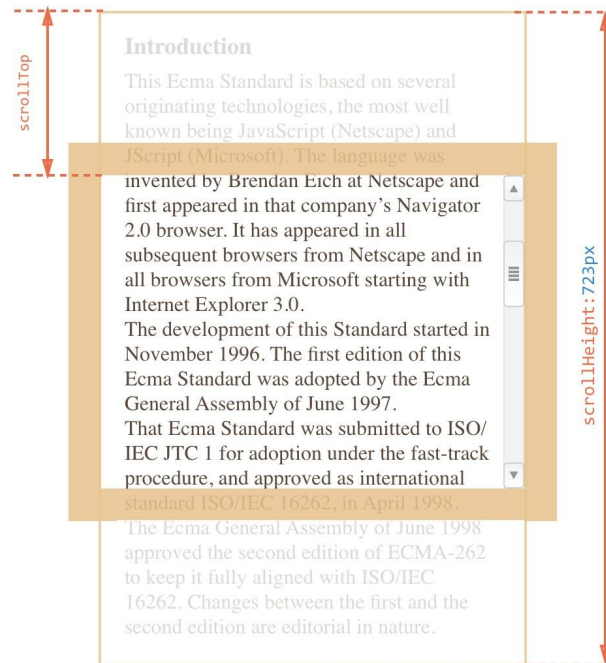 scrollTop
Introduction
This Ecma Standard is based on several
originating technologies, the most well
known being JavaScript (Netscape) and
JScript (Microsoft). The language was
invented by Brendan Eich at Netscape and
first appeared in that company’s Navigator
2.0 browser. It has appeared in all
subsequent browsers from Netscape and in
all browsers from Microsoft starting with
Internet Explorer 3.0.
The development of this Standard started in
November 1996. The first edition of this
Ecma Standard was adopted by the Ecma
General Assembly of June 1997.
That Ecma Standard was submitted to ISO/
IEC JTC 1 for adoption under the fast-track
procedure, and approved as international
standard ISO/IEC 16262, in April 1998.
The Ecma General Assembly of June 1998
approved the second edition of ECMA-262
to keep it fully aligned with ISO/IEC
16262. Changes between the first and the
second edition are editorial in nature.
scrollHeight:723px